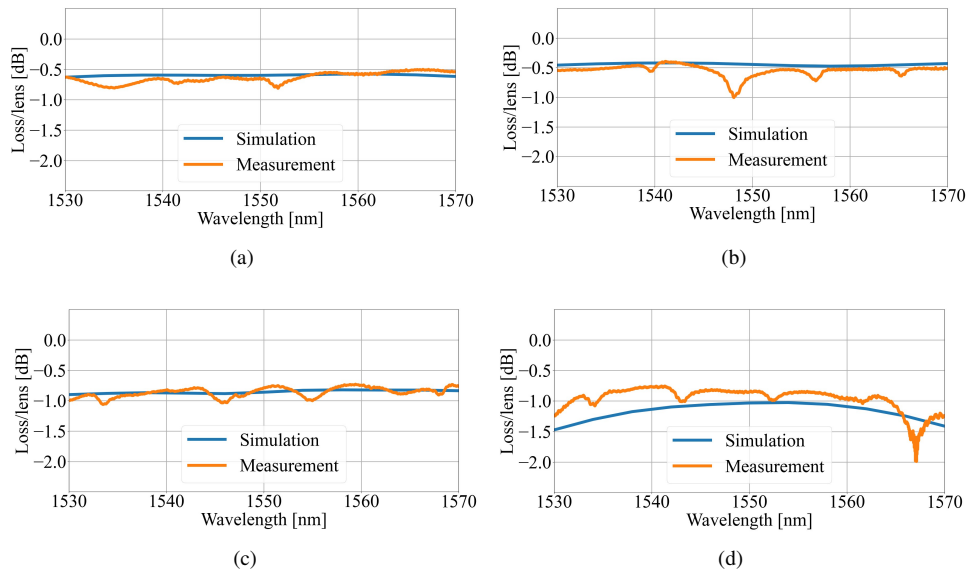 0.0
−0.5
−1.0
−1.5
−2.0
Loss/lens [dB]
Simulation
Measurement
1530 1540 1550 1560 1570
Wavelength [nm]
(a)
0.0
−0.5
−1.0
−1.5
−2.0
Loss/lens [dB]
Simulation
Measurement
1530 1540 1550 1560 1570
Wavelength [nm]
(b)
0.0
−0.5
−1.0
−1.5
−2.0
Loss/lens [dB]
Simulation
Measurement
1530 1540 1550 1560 1570
Wavelength [nm]
(c)
0.0
−0.5
−1.0
−1.5
−2.0
Loss/lens [dB]
Simulation
Measurement
1530 1540 1550 1560 1570
Wavelength [nm]
(d)